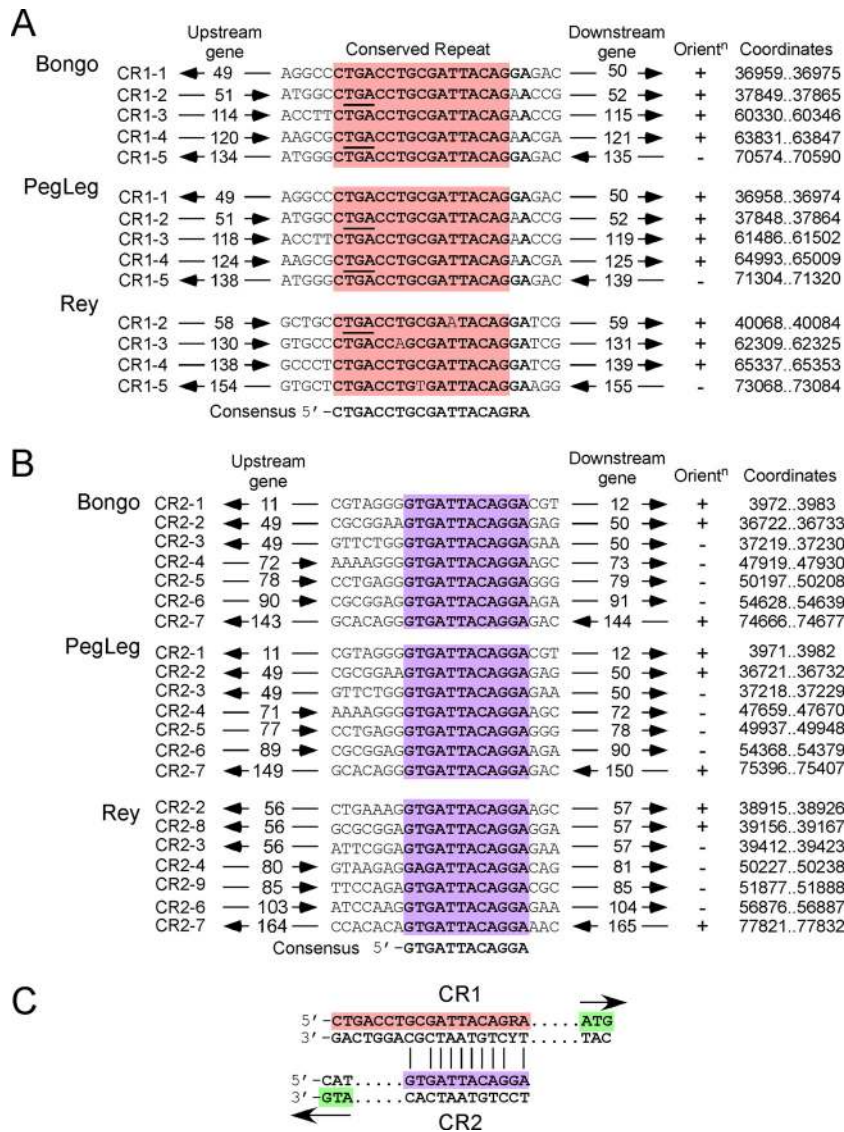 A
Upstream gene Conserved Repeat Downstream gene Orientⁿ Coordinates
Bongo
CR1-1 49 AGGCCCTGACCTGCGATTACAGGAGAC 50 + 36959..36975
CR1-2 51 ATGGCCTGACCTGCGATTACAGAACCG 52 + 37849..37865
CR1-3 114 ACCTTCTGACCTGCGATTACAGAACCG 115 + 60330..60346
CR1-4 120 AAGCGCTGACCTGCGATTACAGAACGA 121 + 63831..63847
CR1-5 134 ATGGGCTGACCTGCGATTACAGGAGAC 135 - 70574..70590
PegLeg
CR1-1 49 AGGCCCTGACCTGCGATTACAGGAGAC 50 + 36958..36974
CR1-2 51 ATGGCCTGACCTGCGATTACAGAACCG 52 + 37848..37864
CR1-3 118 ACCTTCTGACCTGCGATTACAGAACCG 119 + 61486..61502
CR1-4 124 AAGCGCTGACCTGCGATTACAGAACGA 125 + 64993..65009
CR1-5 138 ATGGGCTGACCTGCGATTACAGGAGAC 139 - 71304..71320
Rey
CR1-2 58 GCTGCCTGACCTGCGAATACAGGATCG 59 + 40068..40084
CR1-3 130 GTGCCCTGACCAGCGATTACAGGATCG 131 + 62309..62325
CR1-4 138 GCCCTCTGACCTGCGATTACAGGATCG 139 + 65337..65353
CR1-5 154 GTGCTCTGACCTGTGATTACAGGAAGG 155 - 73068..73084
Consensus 5′-CTGACCTGCGATTACAGRA
B
Upstream gene Downstream gene Orientⁿ Coordinates
Bongo
CR2-1 11 CGTAGGGGTGATTACAGGACGT 12 + 3972..3983
CR2-2 49 CGCGGAAGTGATTACAGGAGAG 50 + 36722..36733
CR2-3 49 GTTCTGGGTGATTACAGGAGAA 50 - 37219..37230
CR2-4 72 AAAAGGGGTGATTACAGGAAGC 73 - 47919..47930
CR2-5 78 CCTGAGGGTGATTACAGGAGGG 79 - 50197..50208
CR2-6 90 CGCGGAGGTGATTACAGGAAGA 91 - 54628..54639
CR2-7 143 GCACAGGGTGATTACAGGAGAC 144 + 74666..74677
PegLeg
CR2-1 11 CGTAGGGGTGATTACAGGACGT 12 + 3971..3982
CR2-2 49 CGCGGAAGTGATTACAGGAGAG 50 + 36721..36732
CR2-3 49 GTTCTGGGTGATTACAGGAGAA 50 - 37218..37229
CR2-4 71 AAAAGGGGTGATTACAGGAAGC 72 - 47659..47670
CR2-5 77 CCTGAGGGTGATTACAGGAGGG 78 - 49937..49948
CR2-6 89 CGCGGAGGTGATTACAGGAAGA 90 - 54368..54379
CR2-7 149 GCACAGGGTGATTACAGGAGAC 150 + 75396..75407
Rey
CR2-2 56 CTGAAAGGTGATTACAGGAAGC 57 + 38915..38926
CR2-8 56 GCGCGGAGTGATTACAGGAGGA 57 + 39156..39167
CR2-3 56 ATTCGGAGTGATTACAGGAGAA 57 - 39412..39423
CR2-4 80 GTAAGAGGAGATTACAGGACAG 81 - 50227..50238
CR2-9 85 TTCCAGAGTGATTACAGGACGC 85 - 51877..51888
CR2-6 103 ATCCAAGGTGATTACAGGAGAA 104 - 56876..56887
CR2-7 164 CCACACAGTGATTACAGGAAAC 165 + 77821..77832
Consensus 5′-GTGATTACAGGA
C
CR1
5′-CTGACCTGCGATTACAGRA.....ATG
3′-GACTGGACGCTAATGTCYT TAC
5′-CAT.....GTGATTACAGGA
3′-GTA CACTAATGTCCT
CR2